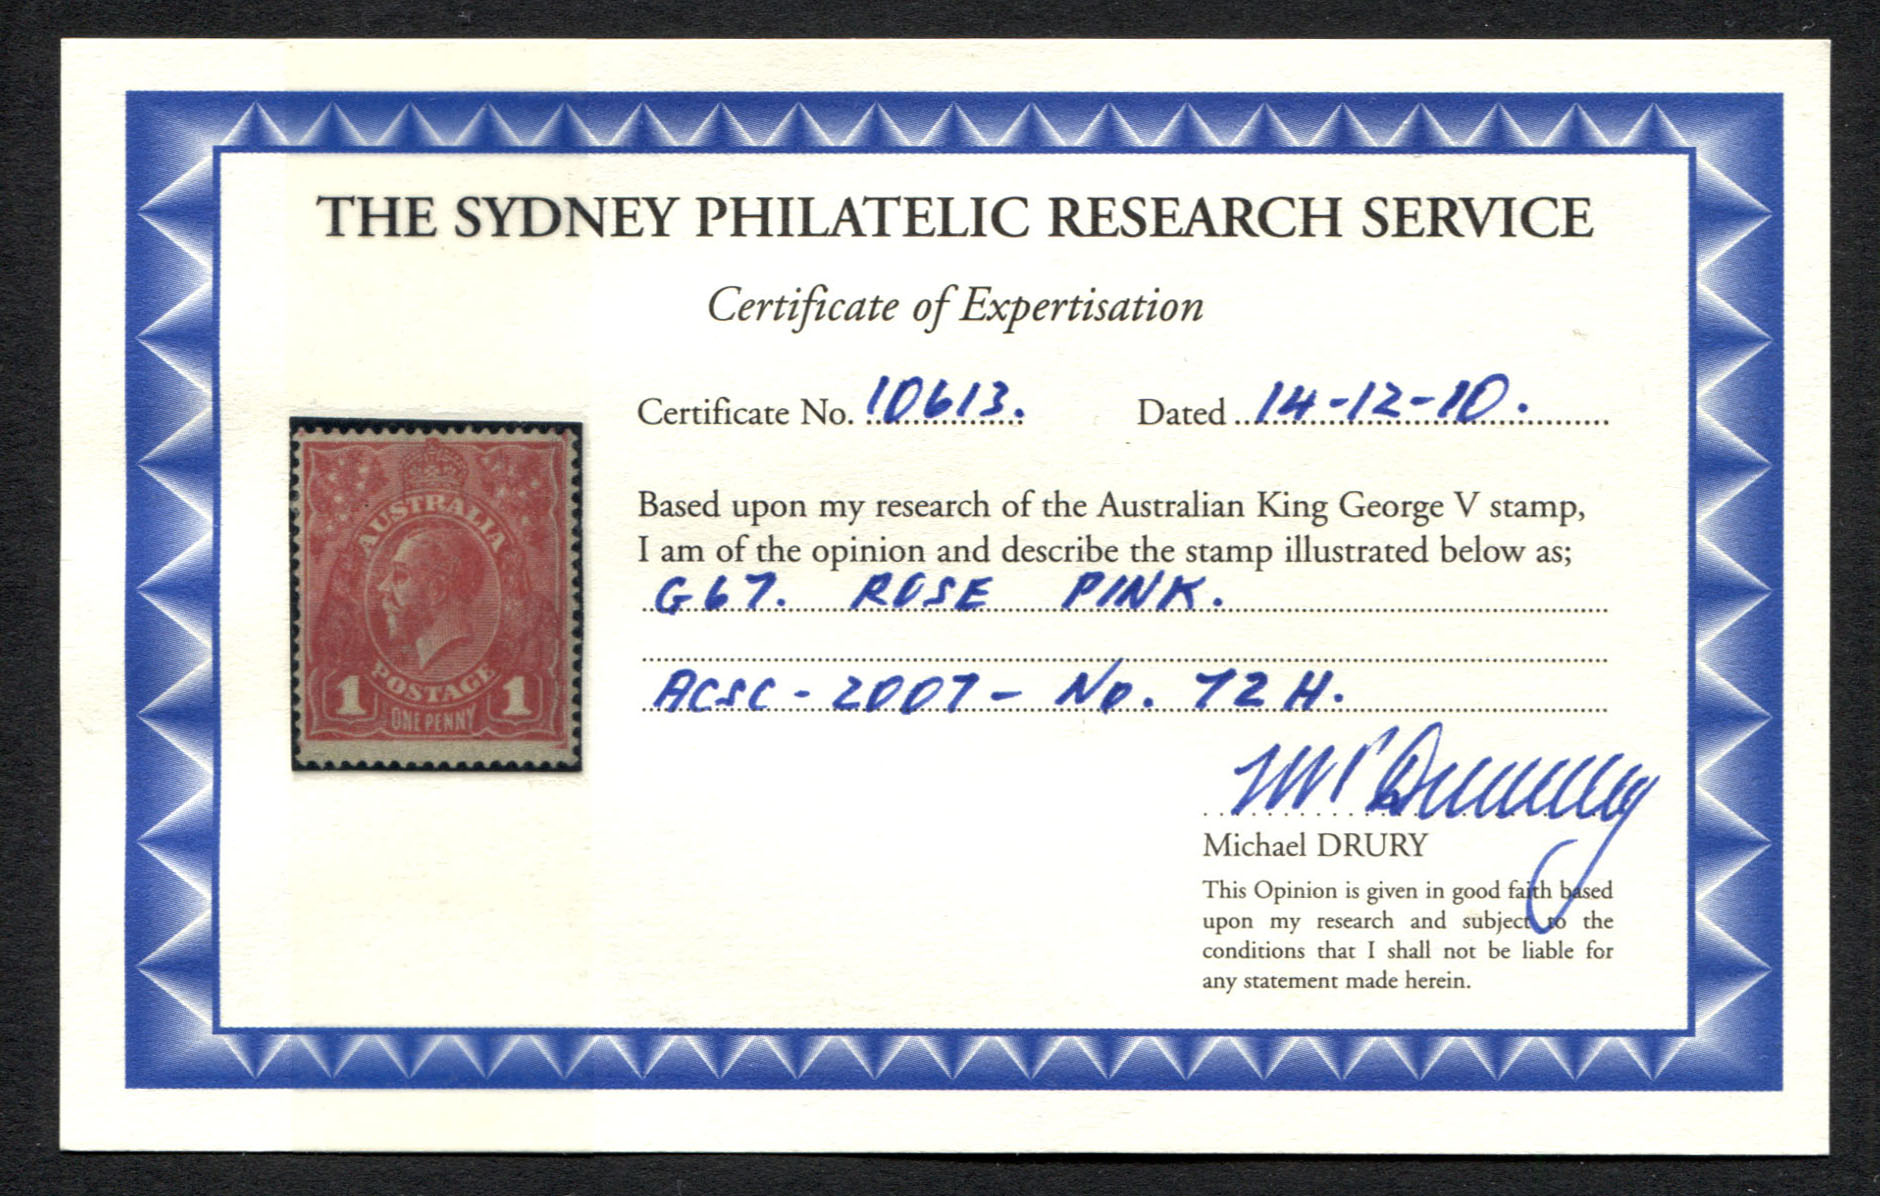 THE SYDNEY PHILATELIC RESEARCH SERVICE
Certificate of Expertisation
Certificate No. 10613. Dated 14-12-10.
Based upon my research of the Australian King George V stamp,
I am of the opinion and describe the stamp illustrated below as;
G67. ROSE PINK.
ACSC - 2007 - No. 72H.
Michael DRURY
This Opinion is given in good faith based
upon my research and subject to the
conditions that I shall not be liable for
any statement made herein.
AUSTRALIA
POSTAGE
1 ONE PENNY 1